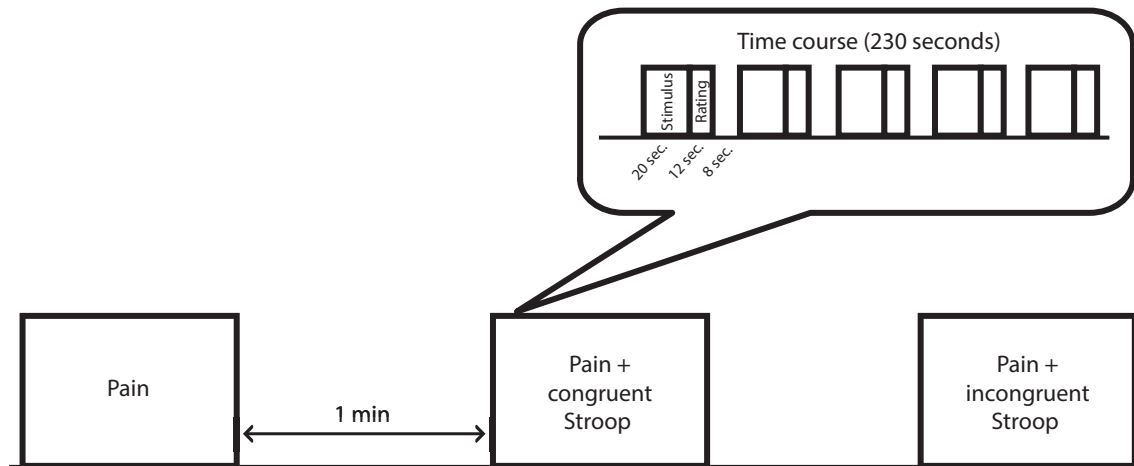 Time course (230 seconds)
Stimulus
Rating
20 sec.
12 sec.
8 sec.
Pain
1 min
Pain +
congruent
Stroop
Pain +
incongruent
Stroop